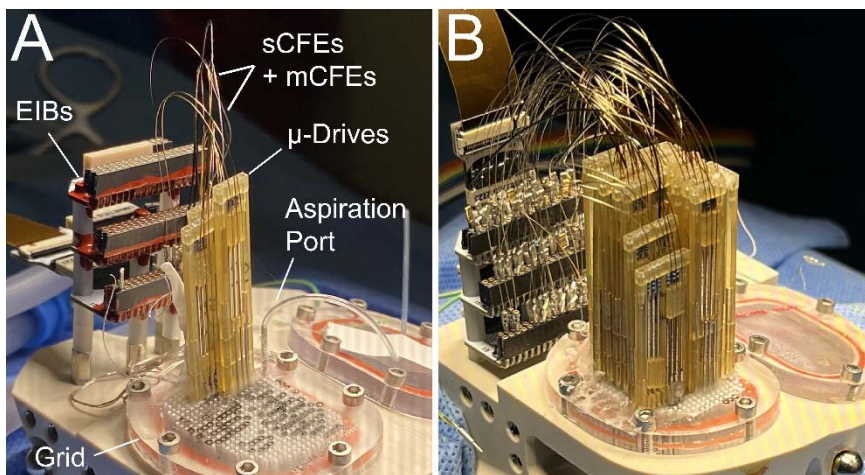 A
sCFEs
+ mCFEs
EIBs
μ-Drives
Aspiration
Port
Grid
B